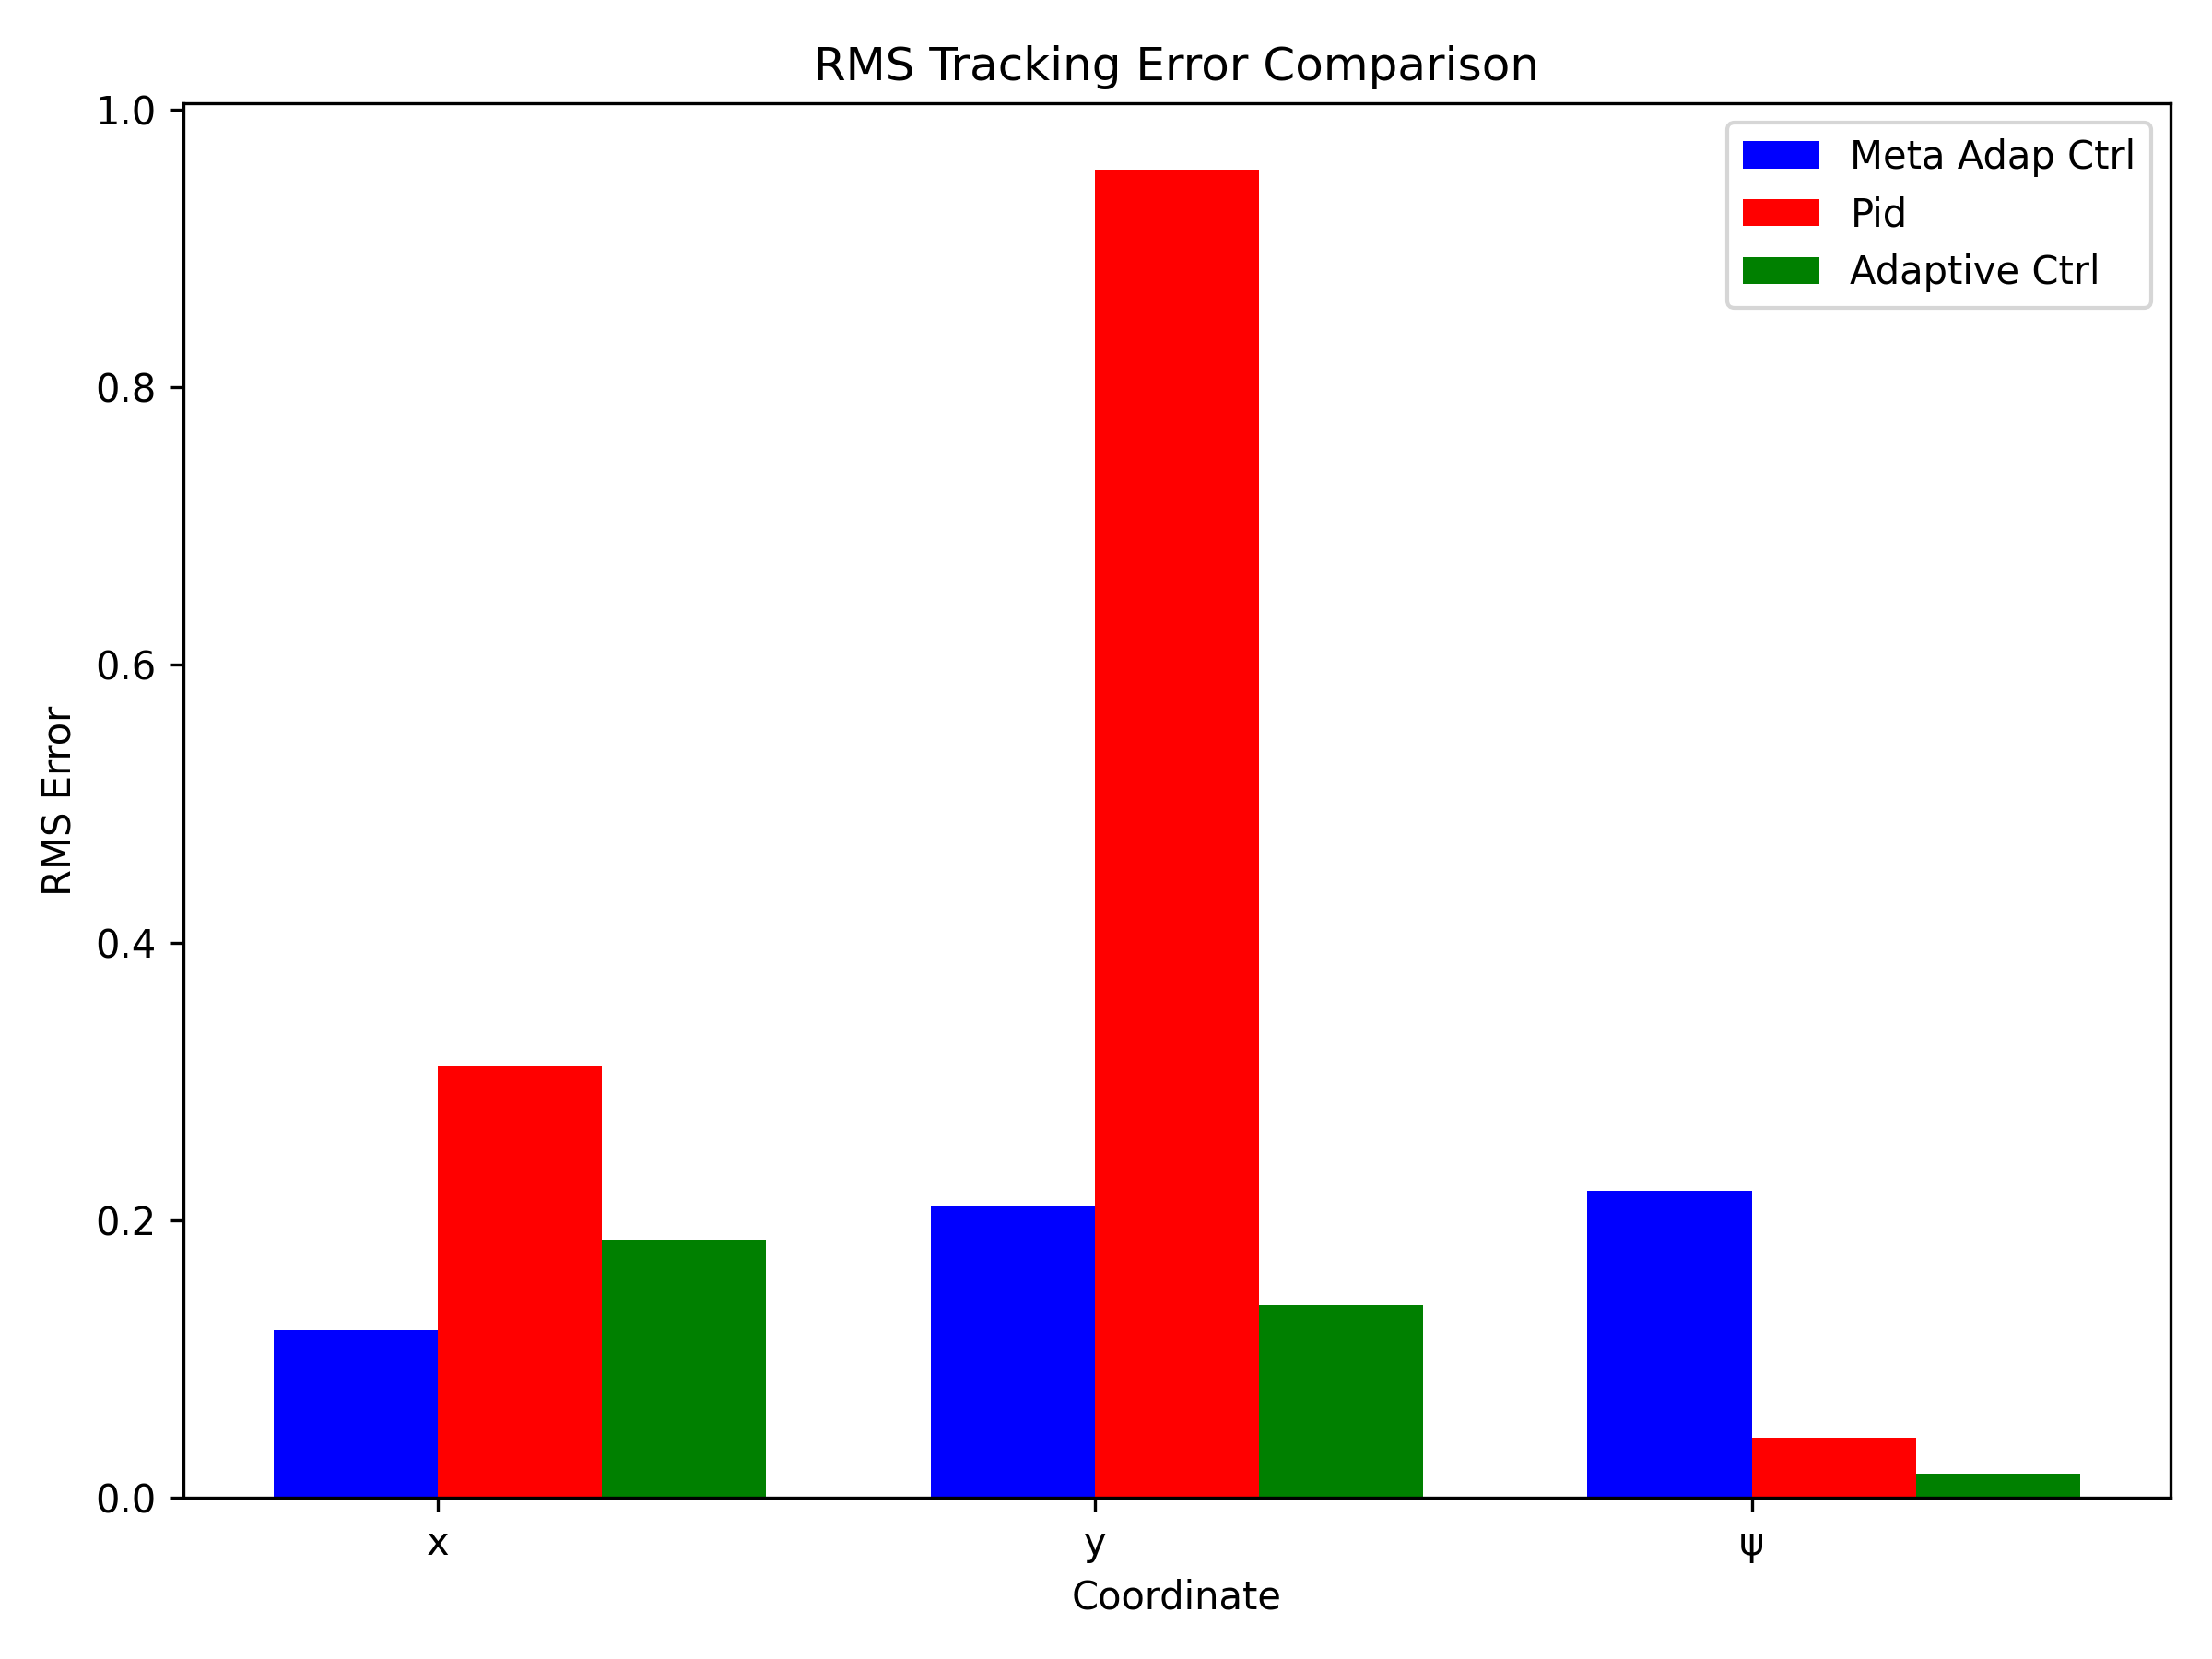 RMS Tracking Error Comparison
1.0
0.8
0.6
0.4
0.2
0.0
RMS Error
Meta Adap Ctrl
Pid
Adaptive Ctrl
x
y
ψ
Coordinate